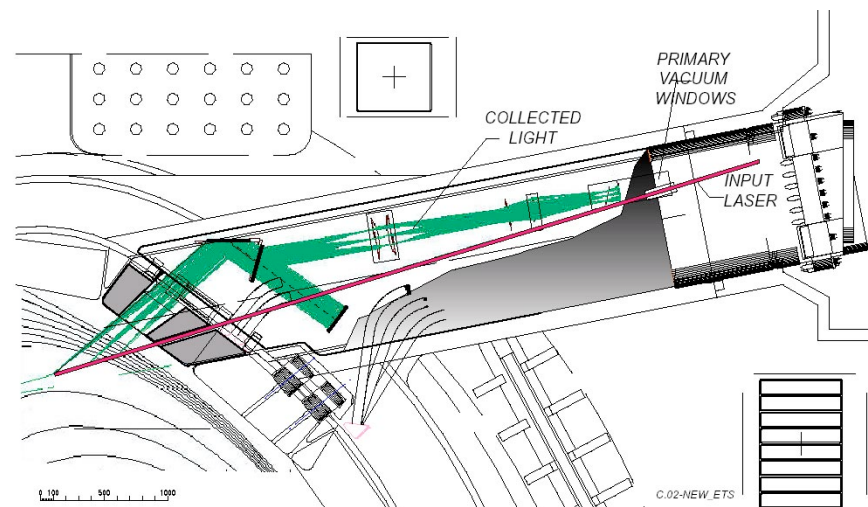 PRIMARY
VACUUM
WINDOWS
COLLECTED
LIGHT
INPUT
LASER
0 100 500 1000
C.02-NEW_ETS